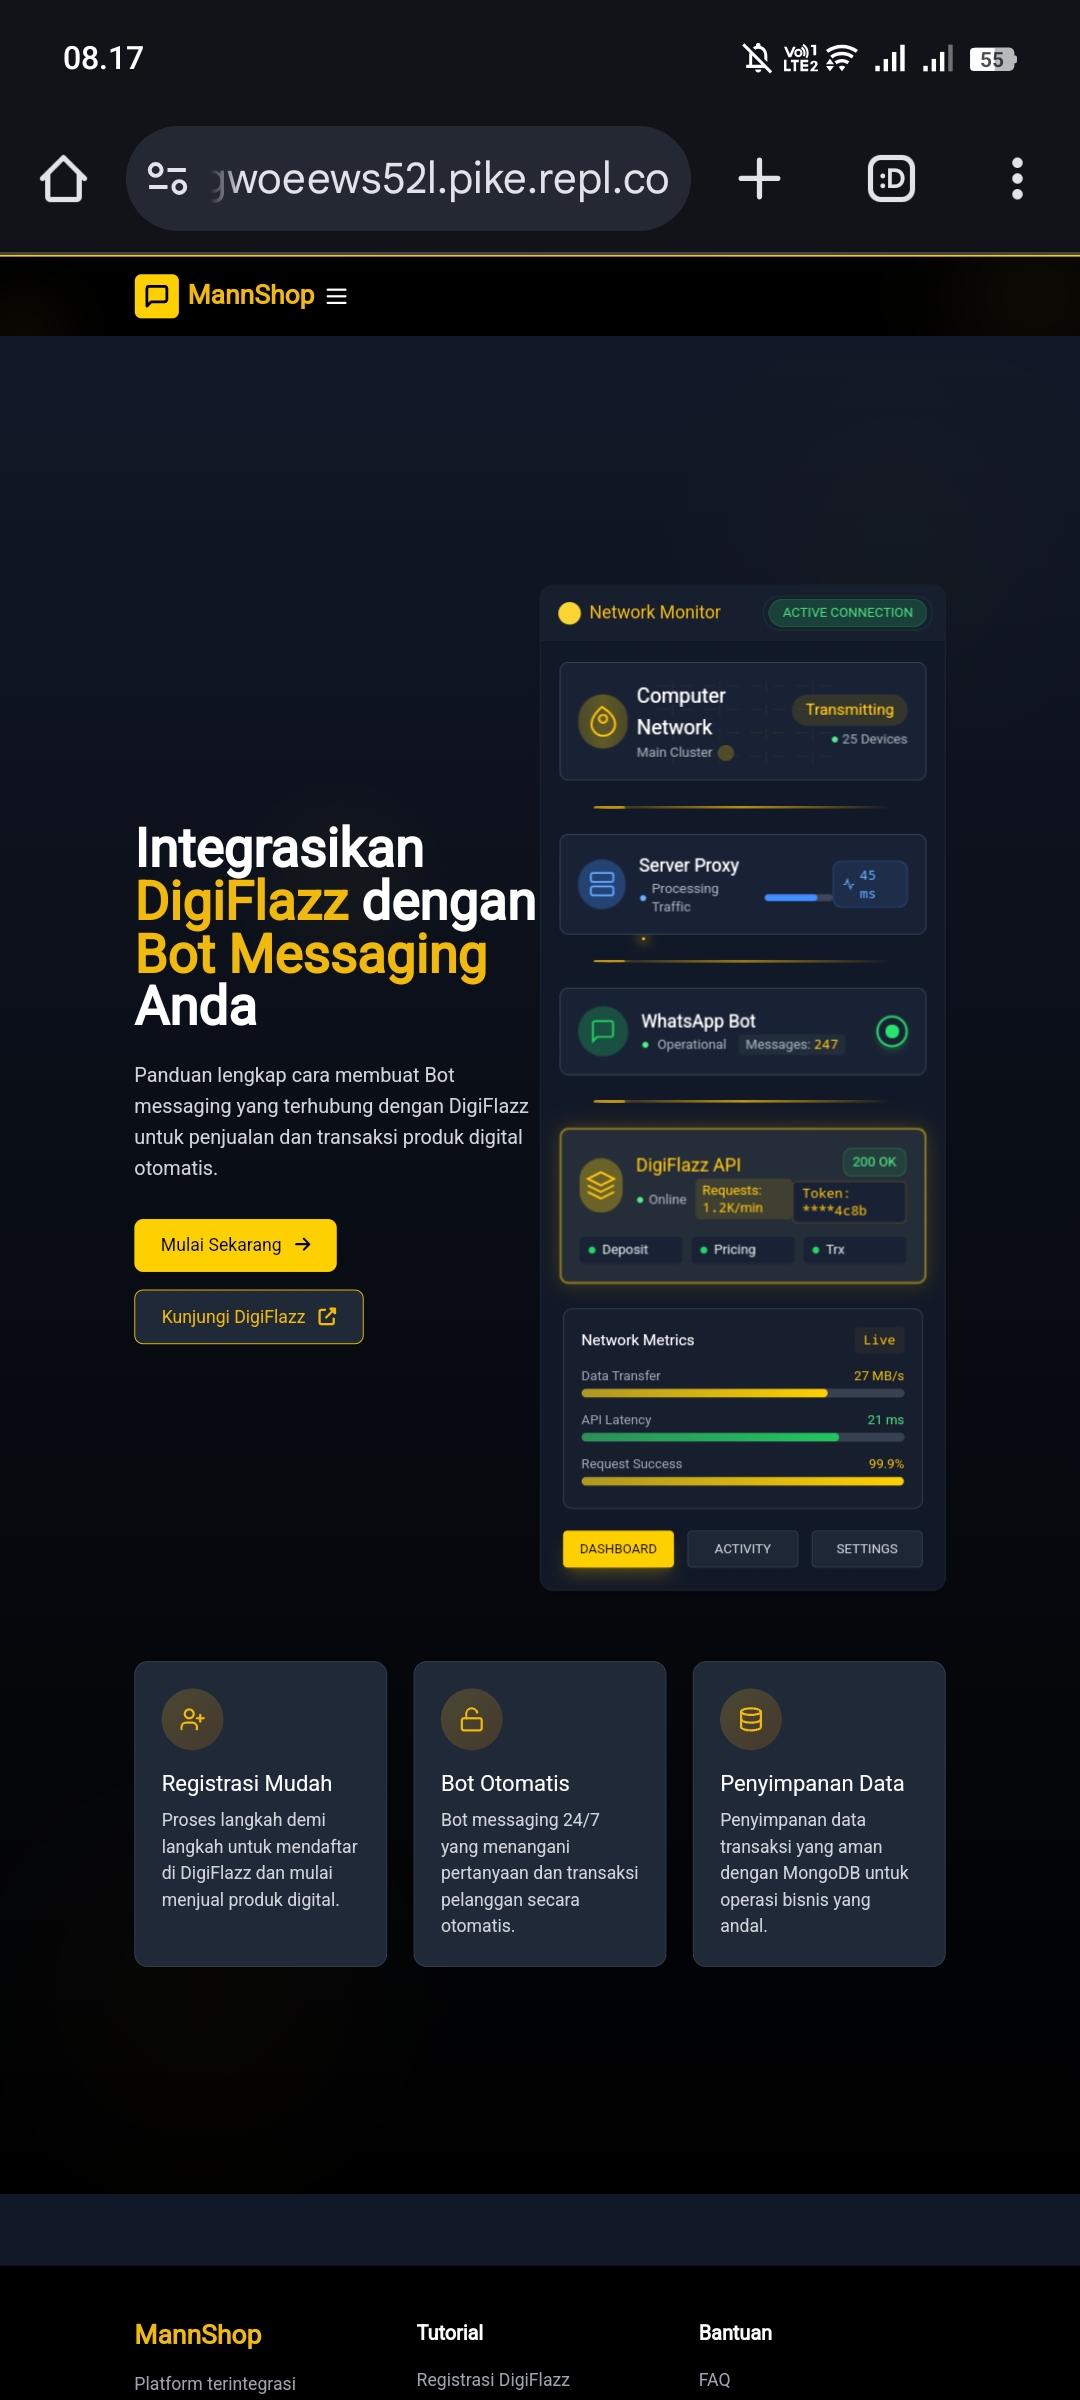 08.17
Vo))1
LTE2
55
gwoeews52l.pike.repl.co
:D
MannShop
Network Monitor
ACTIVE CONNECTION
Computer
Network
Main Cluster
Transmitting
25 Devices
Server Proxy
Processing
Traffic
45
ms
WhatsApp Bot
Operational
Messages: 247
DigiFlazz API
200 OK
Online
Requests:
1.2K/min
Token:
****4c8b
Deposit
Pricing
Trx
Network Metrics
Live
Data Transfer
27 MB/s
API Latency
21 ms
Request Success
99.9%
DASHBOARD
ACTIVITY
SETTINGS
Integrasikan
DigiFlazz dengan
Bot Messaging
Anda
Panduan lengkap cara membuat Bot
messaging yang terhubung dengan DigiFlazz
untuk penjualan dan transaksi produk digital
otomatis.
Mulai Sekarang
Kunjungi DigiFlazz
Registrasi Mudah
Proses langkah demi
langkah untuk mendaftar
di DigiFlazz dan mulai
menjual produk digital.
Bot Otomatis
Bot messaging 24/7
yang menangani
pertanyaan dan transaksi
pelanggan secara
otomatis.
Penyimpanan Data
Penyimpanan data
transaksi yang aman
dengan MongoDB untuk
operasi bisnis yang
andal.
MannShop
Platform terintegrasi
Tutorial
Registrasi DigiFlazz
Bantuan
FAQ